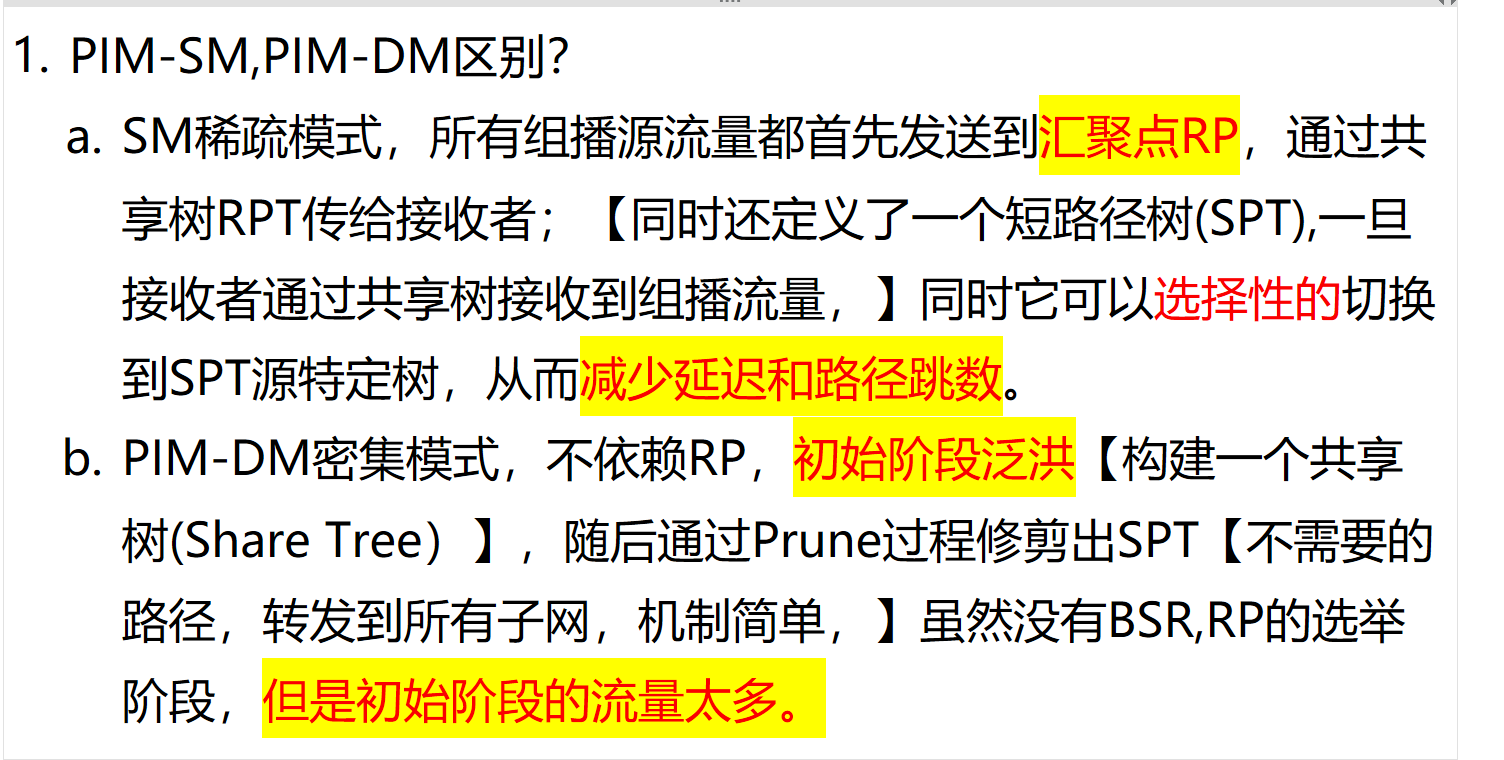 1. PIM-SM,PIM-DM区别？
a. SM稀疏模式，所有组播源流量都首先发送到汇聚点RP，通过共
享树RPT传给接收者；【同时还定义了一个短路径树(SPT),一旦
接收者通过共享树接收到组播流量，】同时它可以选择性的切换
到SPT源特定树，从而减少延迟和路径跳数。
b. PIM-DM密集模式，不依赖RP，初始阶段泛洪【构建一个共享
树(Share Tree）】，随后通过Prune过程修剪出SPT【不需要的
路径，转发到所有子网，机制简单，】虽然没有BSR,RP的选举
阶段，但是初始阶段的流量太多。